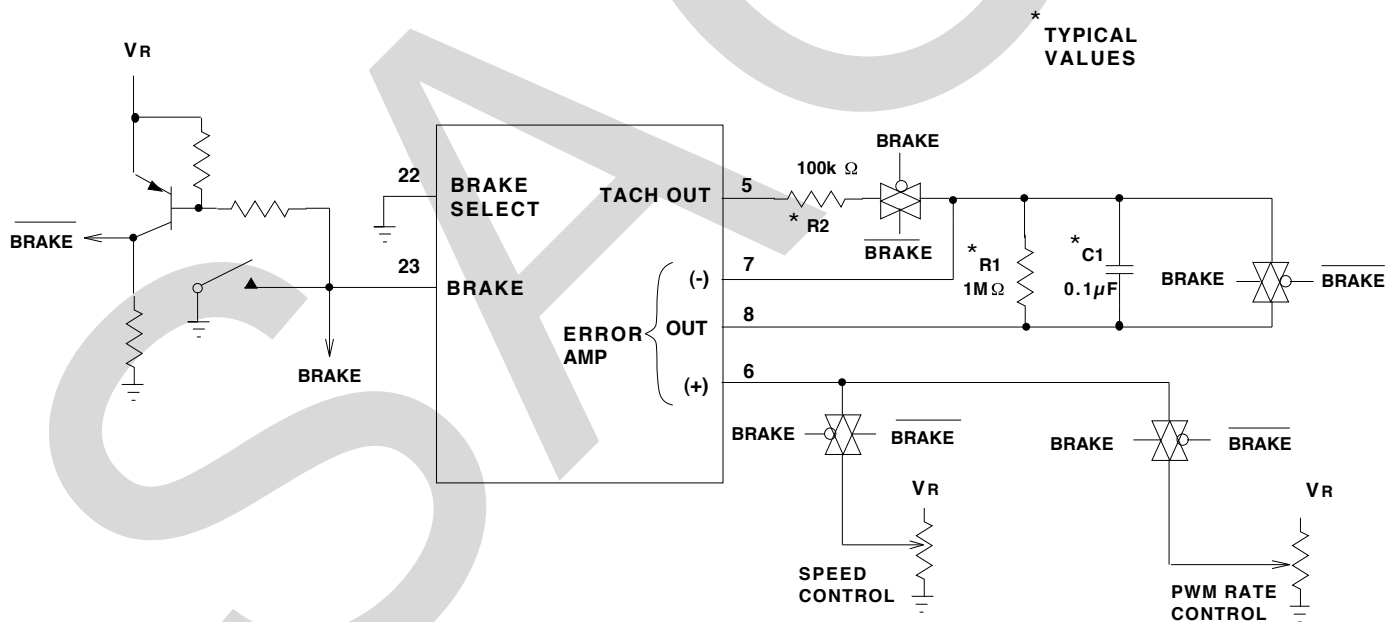 *
TYPICAL
VALUES
VR
BRAKE
22
BRAKE
SELECT
TACH OUT
5
100k Ω
* R2
BRAKE
BRAKE
23
BRAKE
BRAKE
ERROR
AMP
(-)
7
OUT
8
(+)
6
* R1
1MΩ
* C1
0.1µF
BRAKE
BRAKE
BRAKE
BRAKE
VR
SPEED
CONTROL
BRAKE
BRAKE
VR
PWM RATE
CONTROL